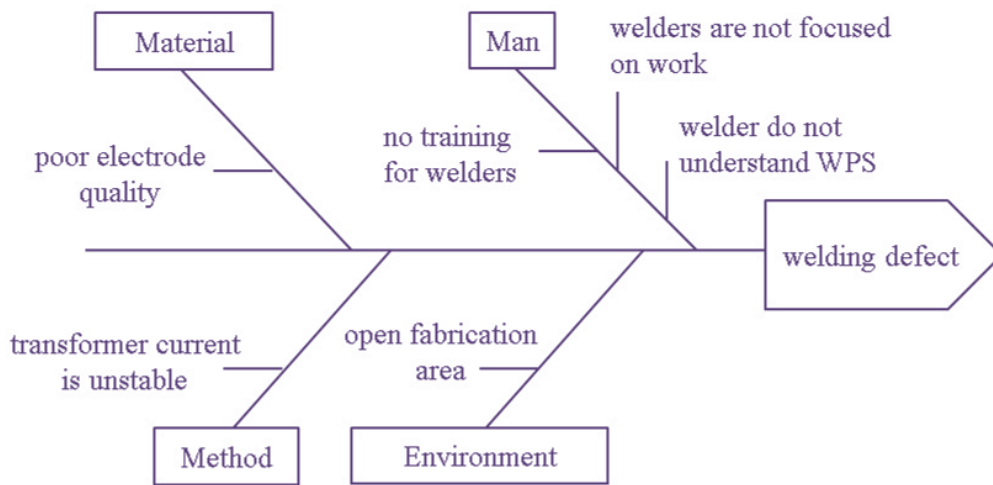 Material
Man
welders are not focused
on work
no training
for welders
welder do not
understand WPS
poor electrode
quality
welding defect
transformer current
is unstable
open fabrication
area
Method
Environment